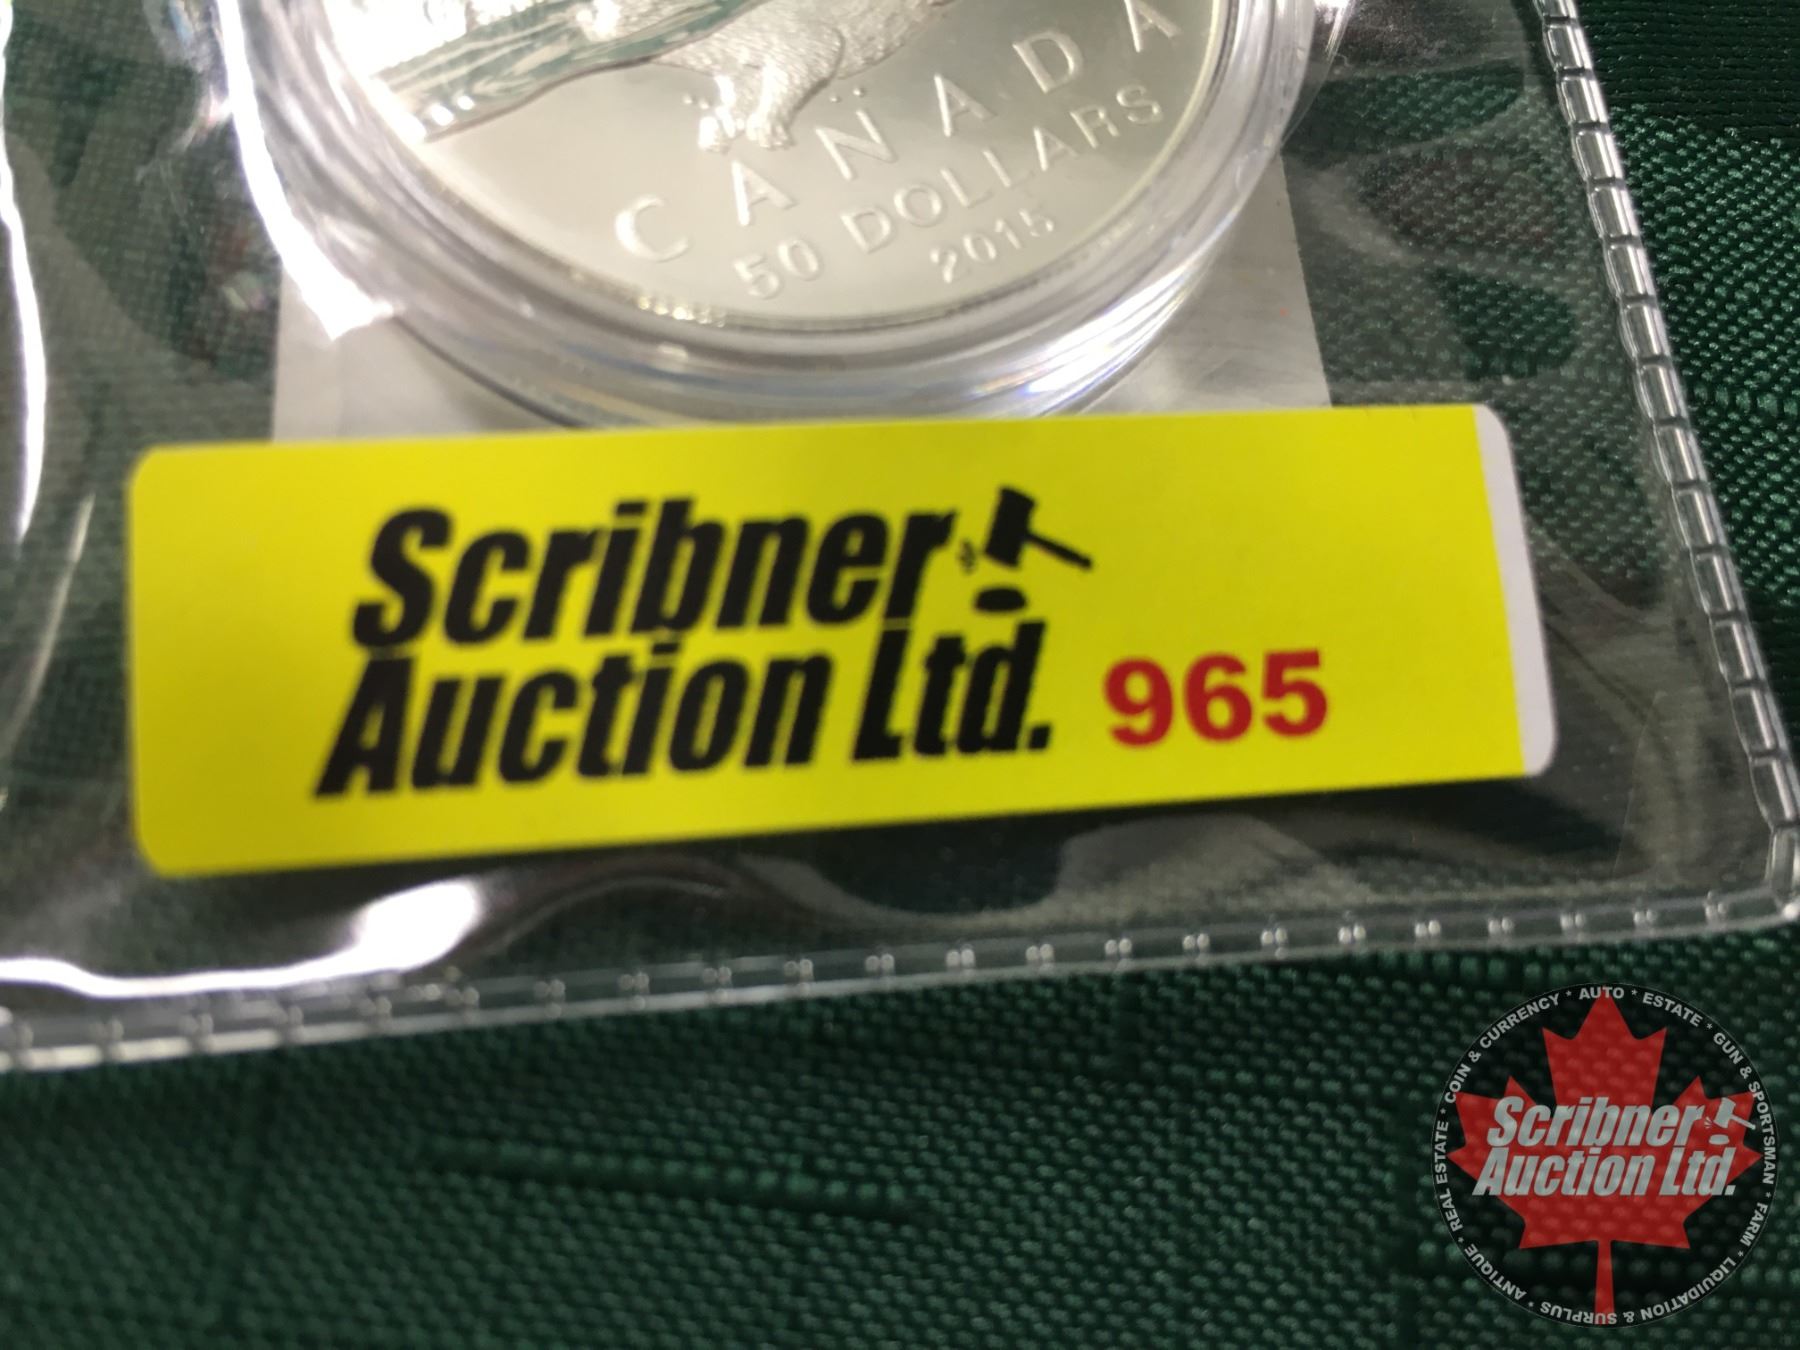 CANADA
50 DOLLARS
2015
Scribner
Auction Ltd. 965
COIN & CURRENCY * AUTO * ESTATE * GUN & SPORTSMAN * FARM * LIQUIDATION & SURPLUS * ANTIQUE * REAL ESTATE *
Scribner
Auction Ltd.